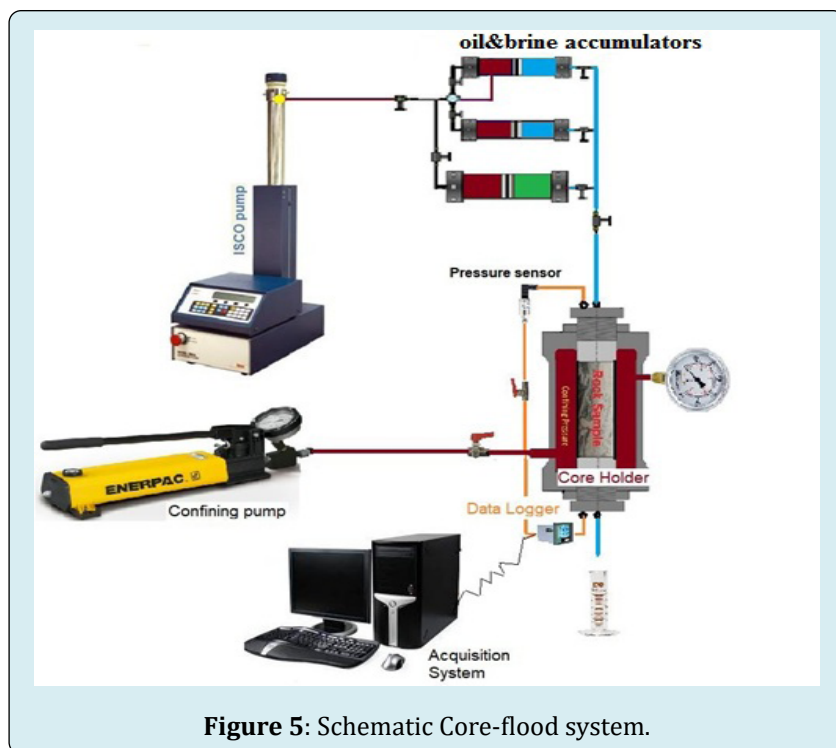 oil&brine accumulators
ISCO pump
Pressure sensor
Confining Pressure
Rock Sample
Core Holder
ENERPAC
Confining pump
Data Logger
Acquisition
System
Figure 5: Schematic Core-flood system.